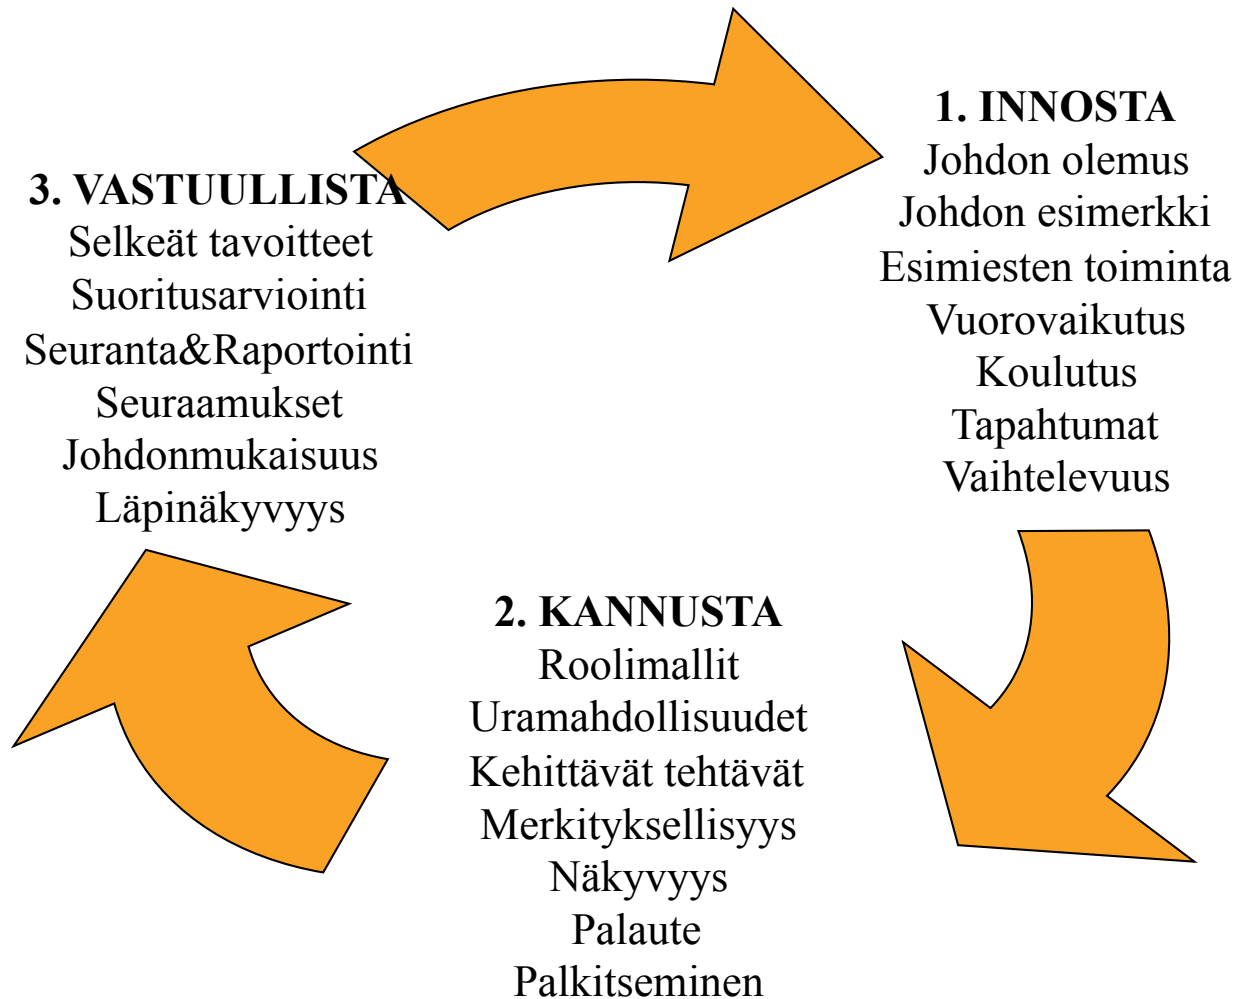 1. INNOSTA
Johdon olemus
Johdon esimerkki
Esimiesten toiminta
Vuorovaikutus
Koulutus
Tapahtumat
Vaihtelevuus
2. KANNUSTA
Roolimallit
Uramahdollisuudet
Kehittävät tehtävät
Merkityksellisyys
Näkyvyys
Palaute
Palkitseminen
3. VASTUULLISTA
Selkeät tavoitteet
Suoritusarviointi
Seuranta&Raportointi
Seuraamukset
Johdonmukaisuus
Läpinäkyvyys